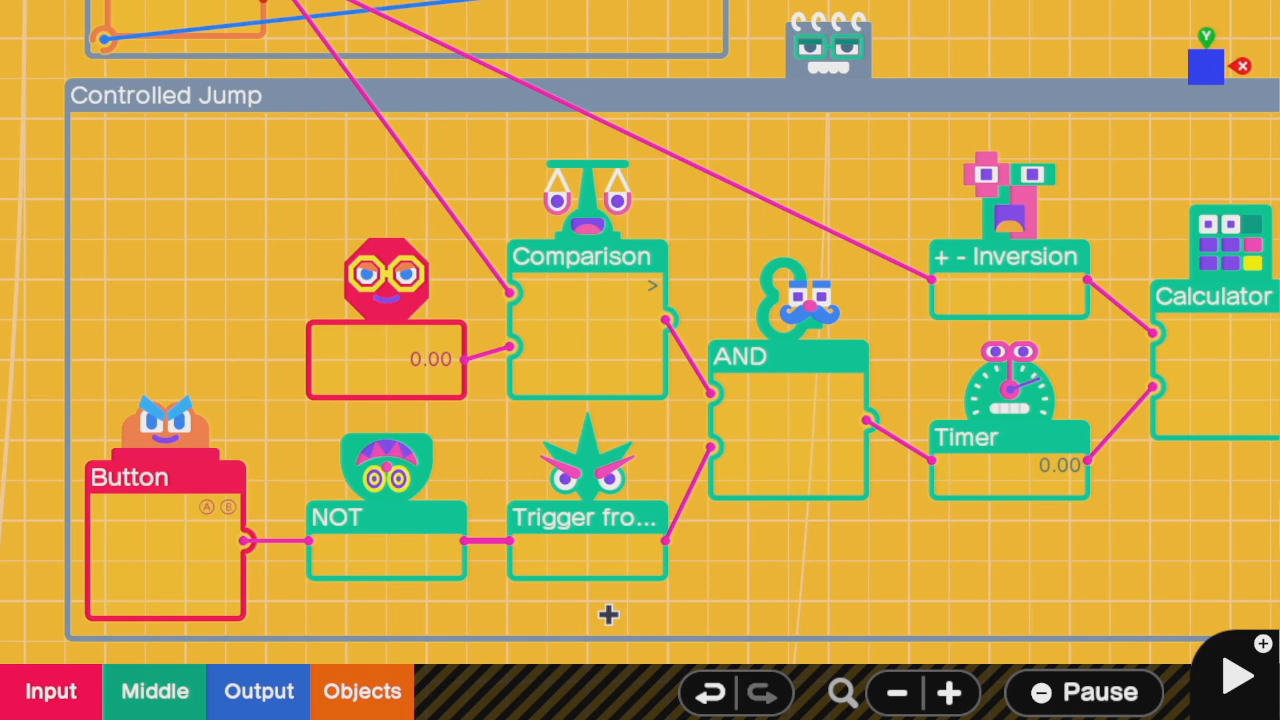 Y
Controlled Jump
Comparison
>
+ - Inversion
Calculator
0.00
AND
Timer
0.00
Button
A B
NOT
Trigger fro...
Input
Middle
Output
Objects
Pause